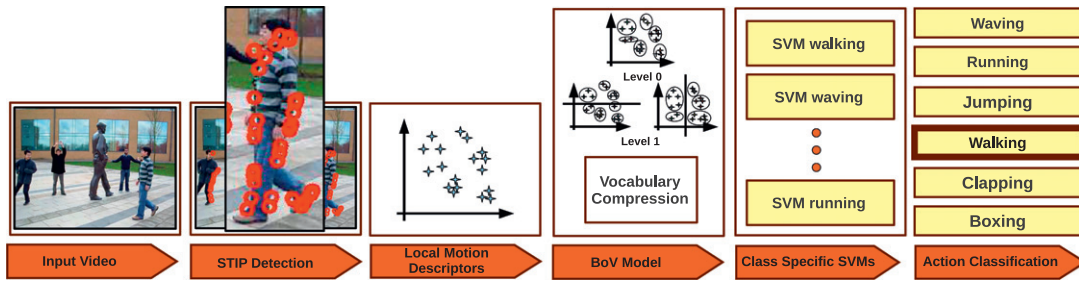 Level 0
Level 1
Vocabulary
Compression
SVM walking
SVM waving
SVM running
Waving
Running
Jumping
Walking
Clapping
Boxing
Input Video
STIP Detection
Local Motion
Descriptors
BoV Model
Class Specific SVMs
Action Classification